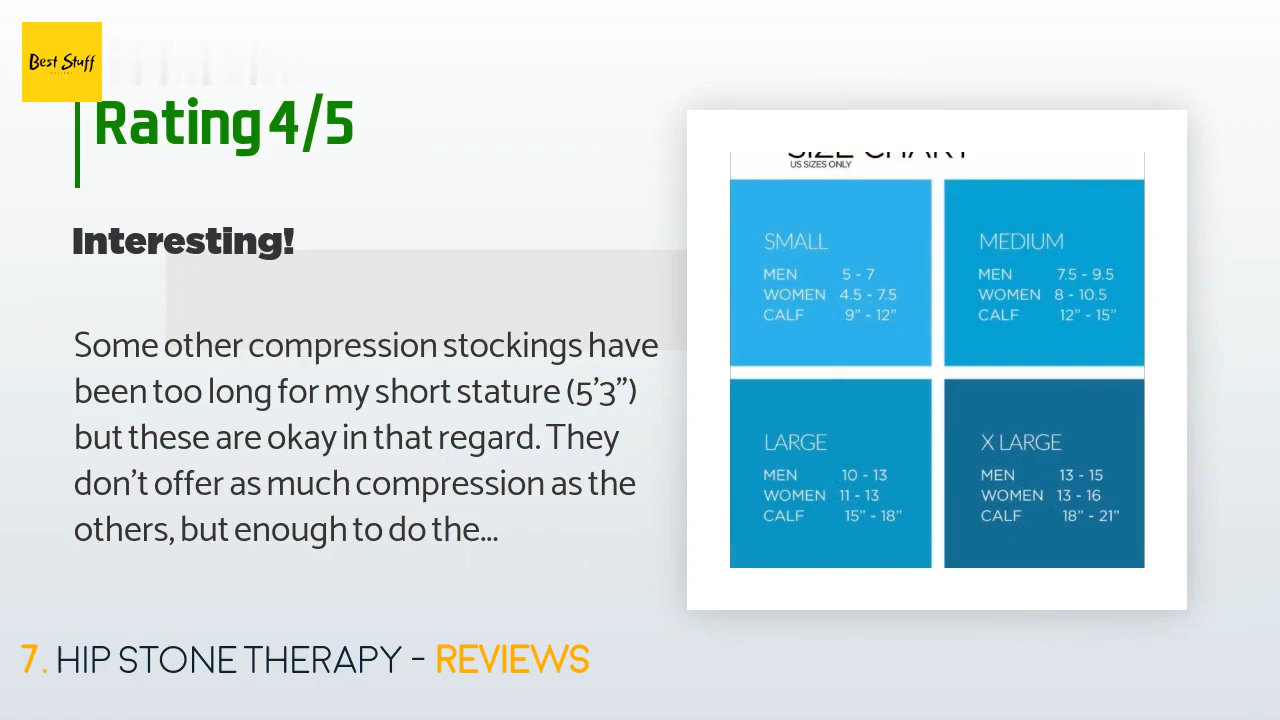 Best Stuff
Rating 4/5
Interesting!
Some other compression stockings have
been too long for my short stature (5’3”)
but these are okay in that regard. They
don’t offer as much compression as the
others, but enough to do the...
SIZE CHART
US SIZES ONLY
SMALL
MEN 5 - 7
WOMEN 4.5 - 7.5
CALF 9” - 12”
MEDIUM
MEN 7.5 - 9.5
WOMEN 8 - 10.5
CALF 12” - 15”
LARGE
MEN 10 - 13
WOMEN 11 - 13
CALF 15” - 18”
X LARGE
MEN 13 - 15
WOMEN 13 - 16
CALF 18” - 21”
7. HIP STONE THERAPY - REVIEWS